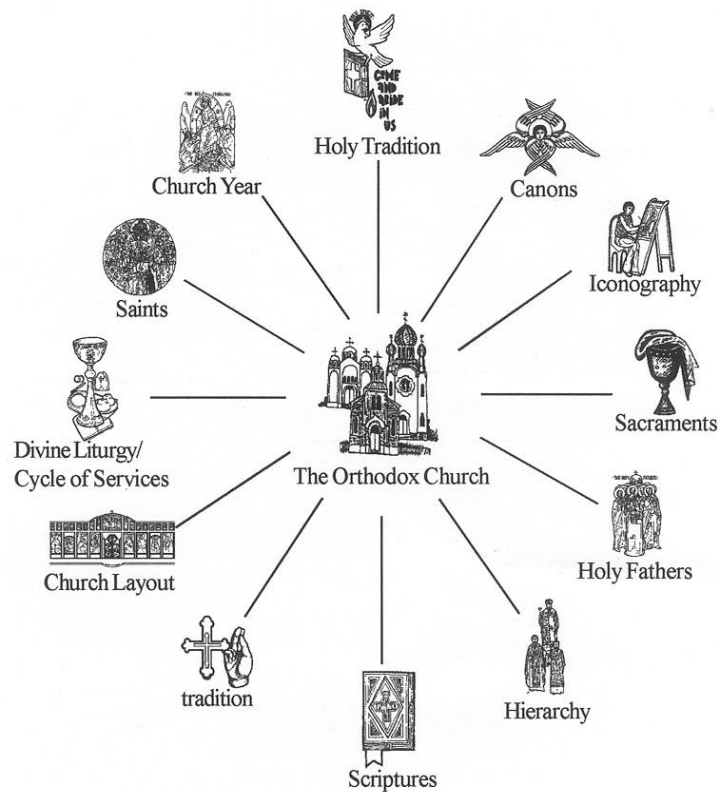 COME
AND
ABIDE
IN
US
Holy Tradition
Church Year
Canons
Saints
Iconography
Divine Liturgy/
Cycle of Services
Sacraments
The Orthodox Church
Church Layout
Holy Fathers
tradition
Hierarchy
Scriptures